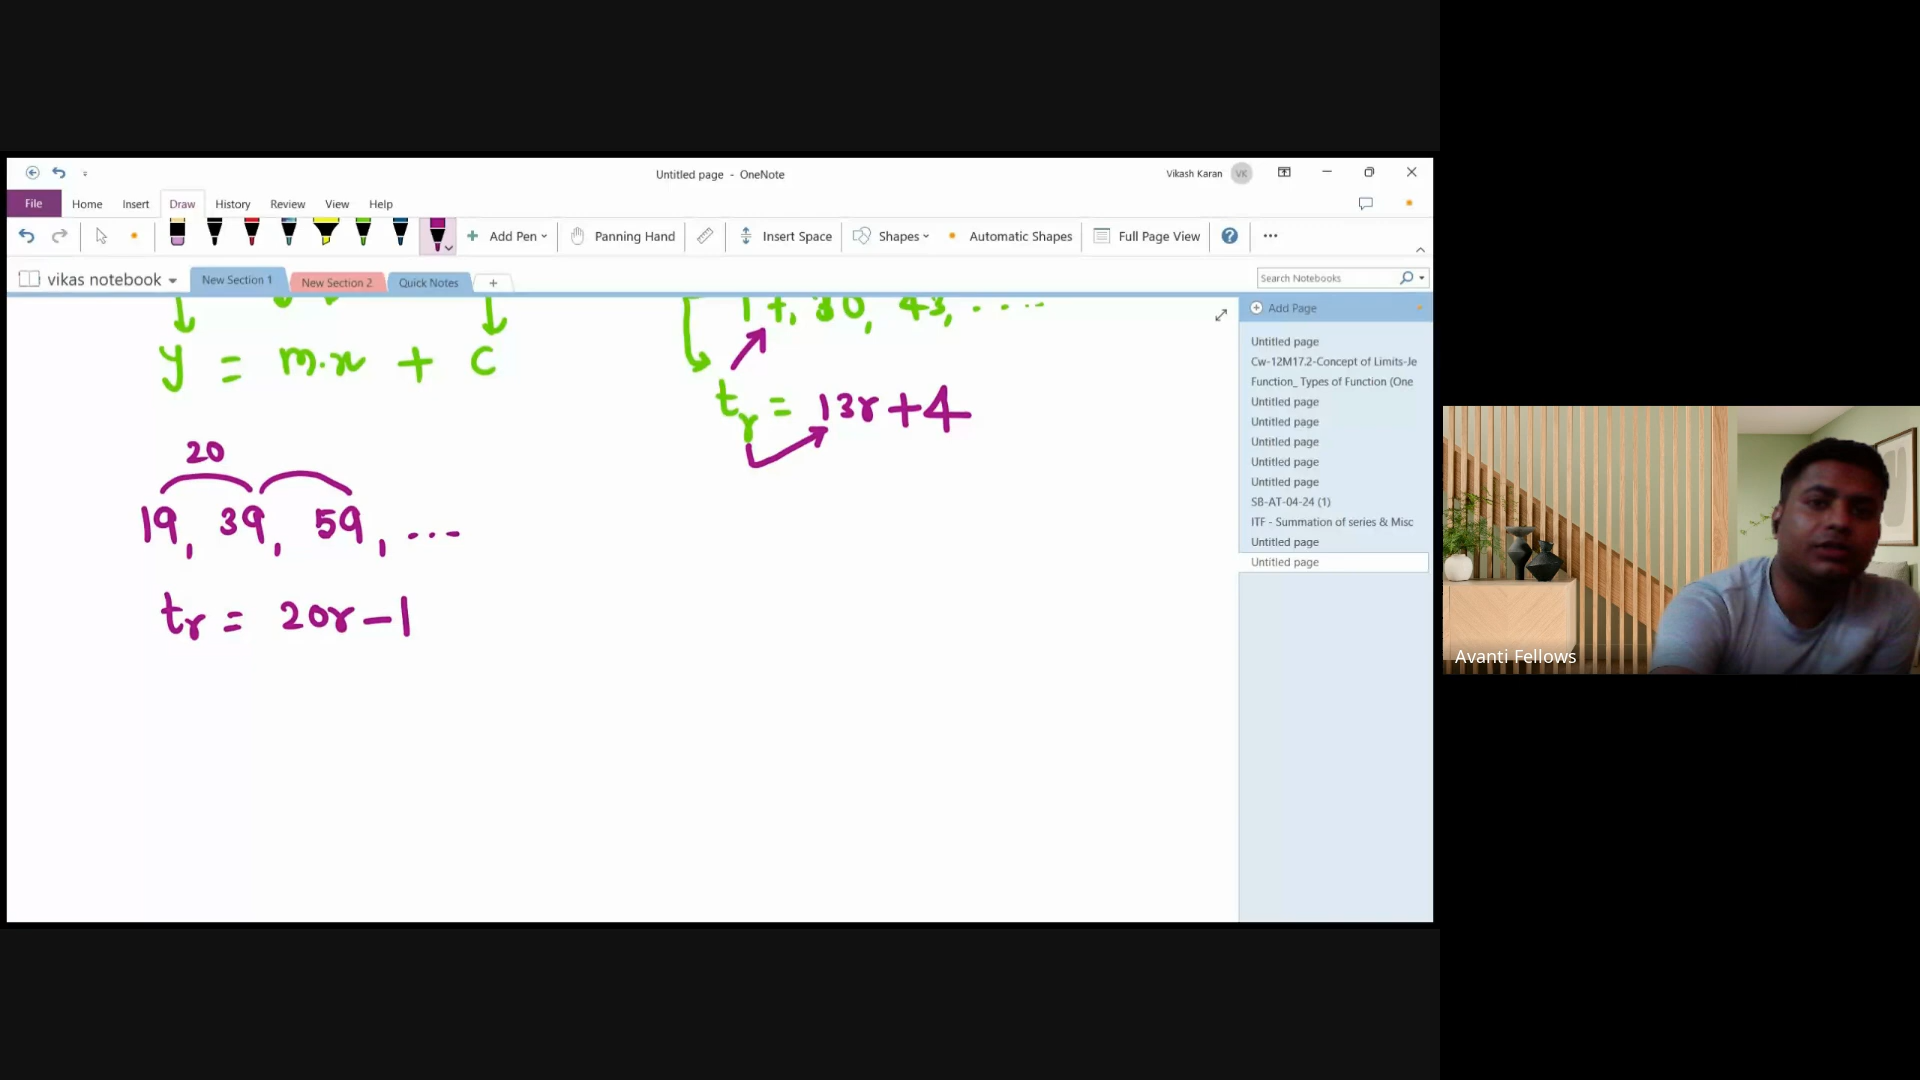 Untitled page - OneNote
Vikash Karan VK
File Home Insert Draw History Review View Help
Add Pen Panning Hand Insert Space Shapes Automatic Shapes Full Page View ? ...
vikas notebook New Section 1 New Section 2 Quick Notes +
Search Notebooks
Add Page
Untitled page
Cw-12M17.2-Concept of Limits-Je
Function_ Types of Function (One
Untitled page
Untitled page
Untitled page
Untitled page
Untitled page
SB-AT-04-24 (1)
ITF - Summation of series & Misc
Untitled page
Untitled page
y = m.x + c
17, 30, 43, ....
tr = 13r+4
20
19, 39, 59, ...
tr = 20r-1
Avanti Fellows